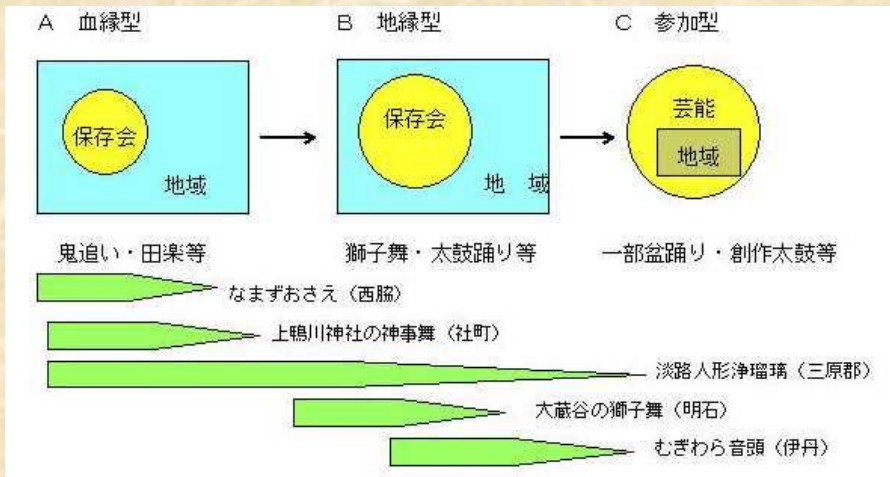 A 血縁型
B 地縁型
C 参加型
保存会
地域
保存会
地 域
芸能
地域
鬼追い・田楽等
獅子舞・太鼓踊り等
一部盆踊り・創作太鼓等
なまずおさえ（西脇）
上鴨川神社の神事舞（社町）
淡路人形浄瑠璃（三原郡）
大蔵谷の獅子舞（明石）
むぎわら音頭（伊丹）